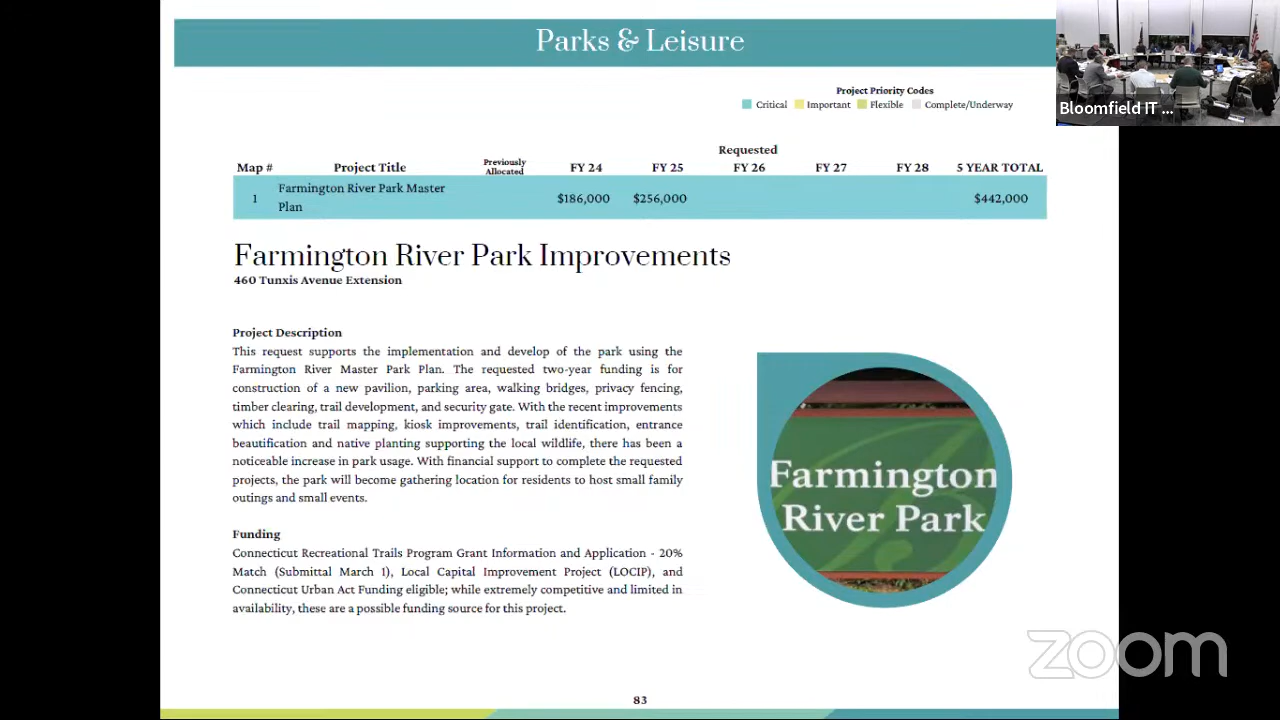 Parks & Leisure
Bloomfield IT ...
Project Priority Codes
Critical Important Flexible Complete/Underway
Requested
Map # Project Title Previously Allocated FY 24 FY 25 FY 26 FY 27 FY 28 5 YEAR TOTAL
1 Farmington River Park Master Plan $186,000 $256,000 $442,000
Farmington River Park Improvements
460 Tunxis Avenue Extension
Project Description
This request supports the implementation and develop of the park using the
Farmington River Master Park Plan. The requested two-year funding is for
construction of a new pavilion, parking area, walking bridges, privacy fencing,
timber clearing, trail development, and security gate. With the recent improvements
which include trail mapping, kiosk improvements, trail identification, entrance
beautification and native planting supporting the local wildlife, there has been a
noticeable increase in park usage. With financial support to complete the requested
projects, the park will become gathering location for residents to host small family
outings and small events.
Farmington
River Park
Funding
Connecticut Recreational Trails Program Grant Information and Application - 20%
Match (Submittal March 1), Local Capital Improvement Project (LOCIP), and
Connecticut Urban Act Funding eligible; while extremely competitive and limited in
availability, these are a possible funding source for this project.
zoom
83